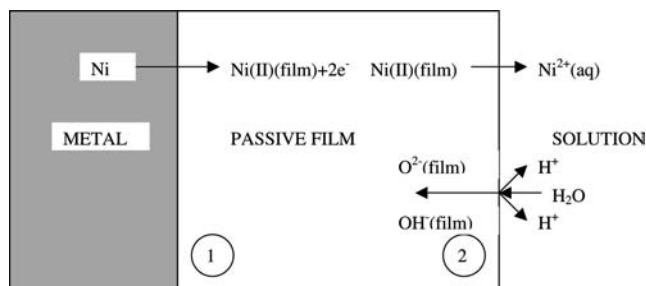 Ni Ni(II)(film)+2e⁻ Ni(II)(film) Ni²⁺(aq)
METAL PASSIVE FILM SOLUTION
O²⁻(film) H⁺
H₂O
OH⁻(film) H⁺
1 2